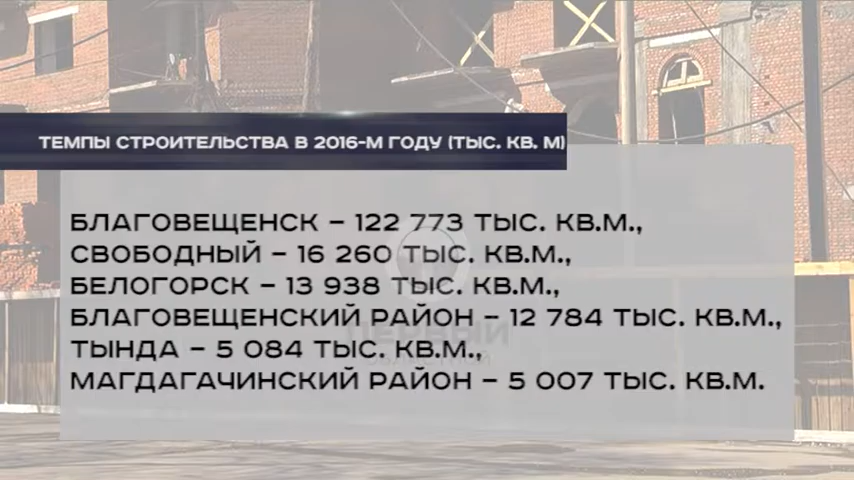 ТЕМПЫ СТРОИТЕЛЬСТВА В 2016-М ГОДУ (ТЫС. КВ. М)
БЛАГОВЕЩЕНСК – 122 773 ТЫС. КВ.М.,
СВОБОДНЫЙ – 16 260 ТЫС. КВ.М.,
БЕЛОГОРСК – 13 938 ТЫС. КВ.М.,
БЛАГОВЕЩЕНСКИЙ РАЙОН – 12 784 ТЫС. КВ.М.,
ПЕРВЫЙ
ТЫНДА – 5 084 ТЫС. КВ.М.,
ОБЛАСТНОЙ
МАГДАГАЧИНСКИЙ РАЙОН – 5 007 ТЫС. КВ.М.